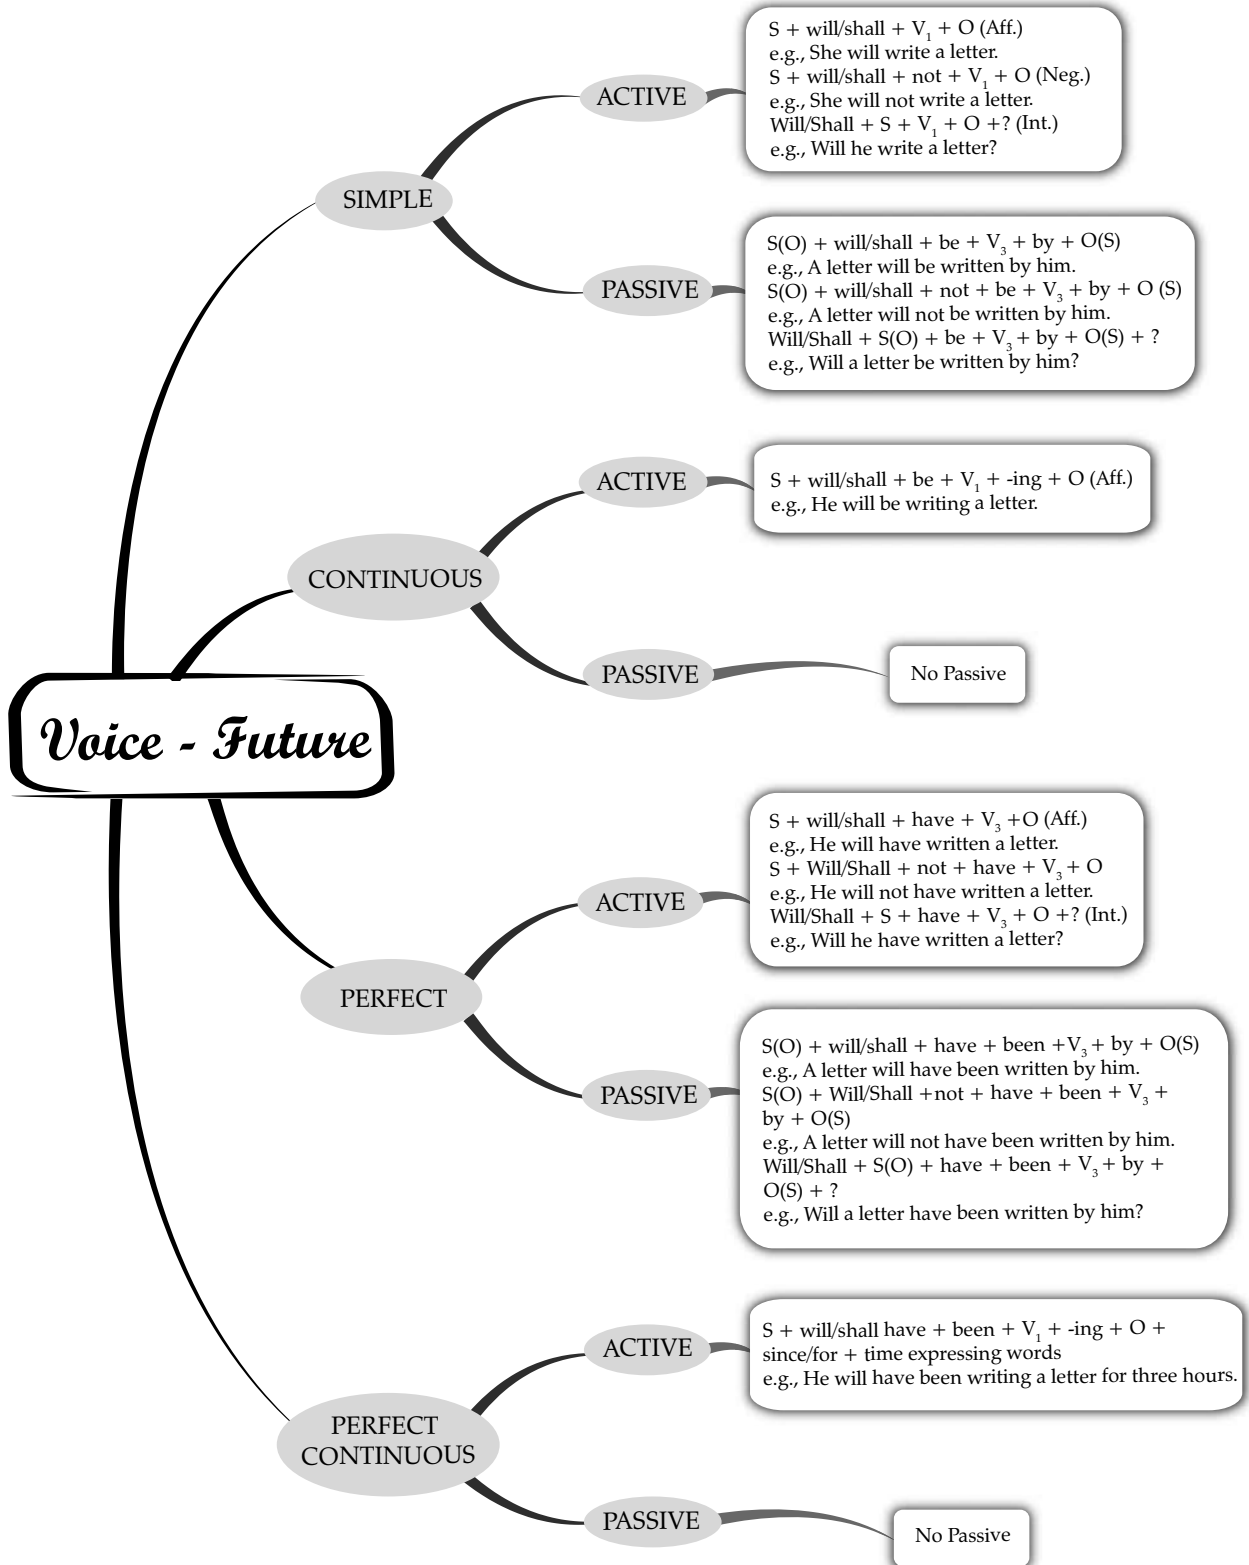 Voice - Future
SIMPLE
ACTIVE
S + will/shall + V₁ + O (Aff.)
e.g., She will write a letter.
S + will/shall + not + V₁ + O (Neg.)
e.g., She will not write a letter.
Will/Shall + S + V₁ + O +? (Int.)
e.g., Will he write a letter?
PASSIVE
S(O) + will/shall + be + V₃ + by + O(S)
e.g., A letter will be written by him.
S(O) + will/shall + not + be + V₃ + by + O (S)
e.g., A letter will not be written by him.
Will/Shall + S(O) + be + V₃ + by + O(S) + ?
e.g., Will a letter be written by him?
CONTINUOUS
ACTIVE
S + will/shall + be + V₁ + -ing + O (Aff.)
e.g., He will be writing a letter.
PASSIVE
No Passive
PERFECT
ACTIVE
S + will/shall + have + V₃ +O (Aff.)
e.g., He will have written a letter.
S + Will/Shall + not + have + V₃ + O
e.g., He will not have written a letter.
Will/Shall + S + have + V₃ + O +? (Int.)
e.g., Will he have written a letter?
PASSIVE
S(O) + will/shall + have + been +V₃ + by + O(S)
e.g., A letter will have been written by him.
S(O) + Will/Shall +not + have + been + V₃ +
by + O(S)
e.g., A letter will not have been written by him.
Will/Shall + S(O) + have + been + V₃ + by +
O(S) + ?
e.g., Will a letter have been written by him?
PERFECT
CONTINUOUS
ACTIVE
S + will/shall have + been + V₁ + -ing + O +
since/for + time expressing words
e.g., He will have been writing a letter for three hours.
PASSIVE
No Passive